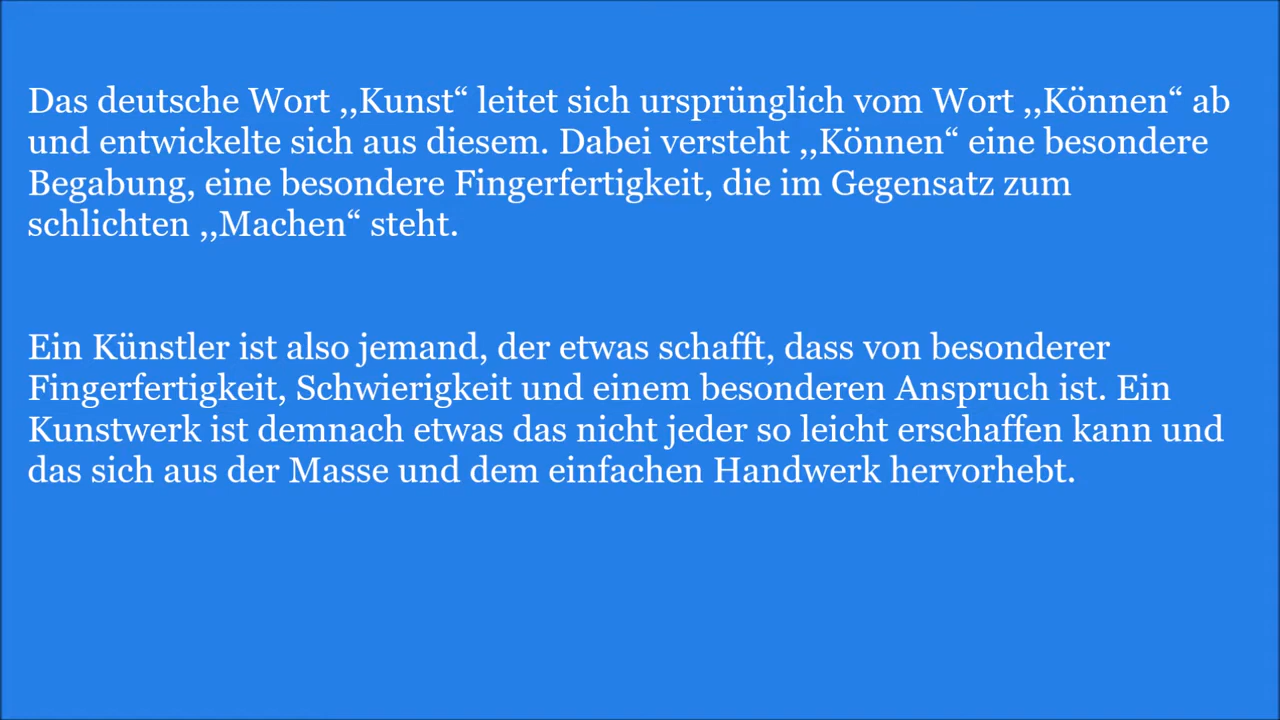 Das deutsche Wort ,,Kunst“ leitet sich ursprünglich vom Wort ,,Können“ ab
und entwickelte sich aus diesem. Dabei versteht ,,Können“ eine besondere
Begabung, eine besondere Fingerfertigkeit, die im Gegensatz zum
schlichten ,,Machen“ steht.
Ein Künstler ist also jemand, der etwas schafft, dass von besonderer
Fingerfertigkeit, Schwierigkeit und einem besonderen Anspruch ist. Ein
Kunstwerk ist demnach etwas das nicht jeder so leicht erschaffen kann und
das sich aus der Masse und dem einfachen Handwerk hervorhebt.